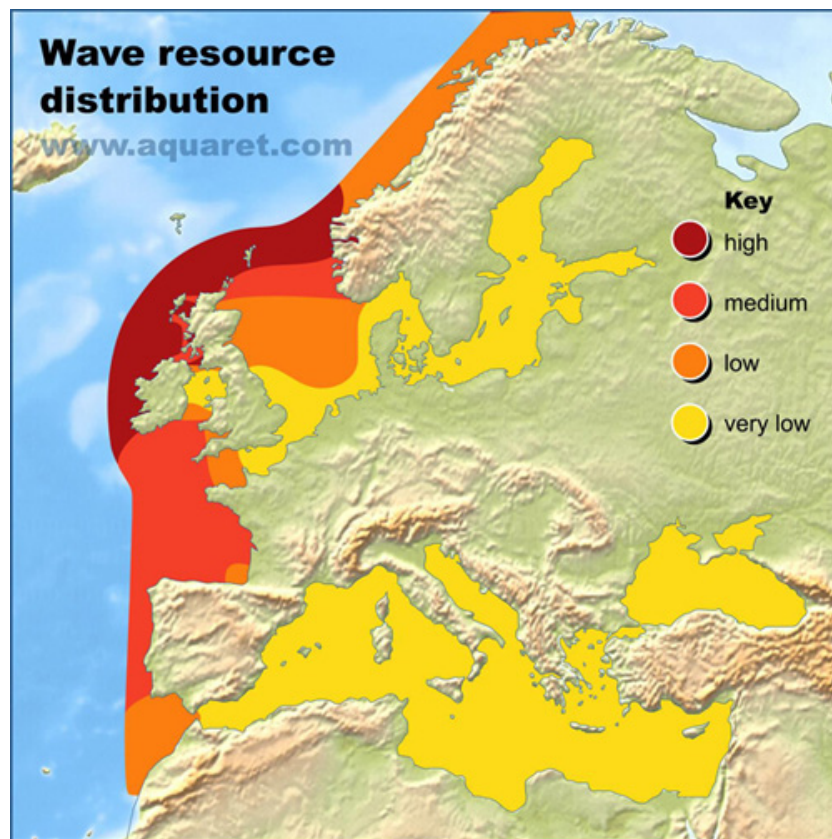 Wave resource
distribution
www.aquaret.com
Key
high
medium
low
very low